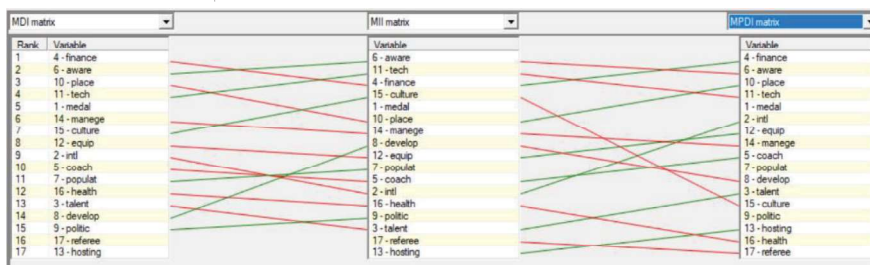 MDI matrix MII matrix MPDI matrix
Rank Variable Variable Variable
1 4 - finance 6 - aware 4 - finance
2 6 - aware 11 - tech 6 - aware
3 10 - place 4 - finance 10 - place
4 11 - tech 15 - culture 11 - tech
5 1 - medal 1 - medal 1 - medal
6 14 - manege 10 - place 2 - intl
7 15 - culture 14 - manege 12 - equip
8 12 - equip 8 - develop 14 - manege
9 2 - intl 12 - equip 5 - coach
10 5 - coach 7 - populat 7 - populat
11 7 - populat 5 - coach 8 - develop
12 16 - health 2 - intl 3 - talent
13 3 - talent 16 - health 15 - culture
14 8 - develop 9 - politic 9 - politic
15 9 - politic 3 - talent 13 - hosting
16 17 - referee 17 - referee 16 - health
17 13 - hosting 13 - hosting 17 - referee